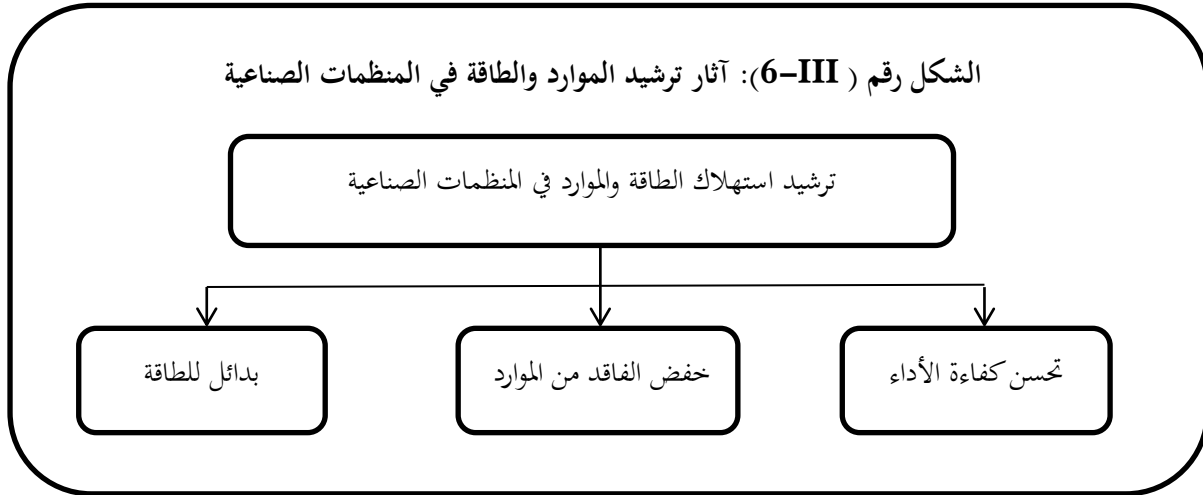 الشكل رقم ( III–6): آثار ترشيد الموارد والطاقة في المنظمات الصناعية
ترشيد استهلاك الطاقة والموارد في المنظمات الصناعية
تحسن كفاءة الأداء
خفض الفاقد من الموارد
بدائل للطاقة